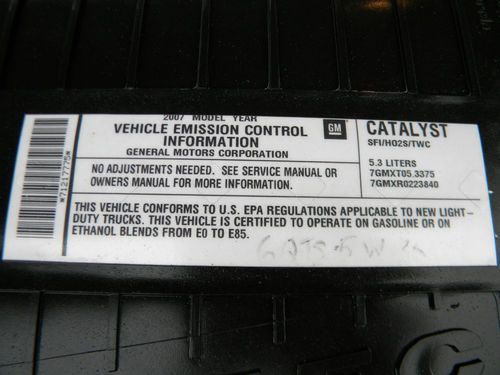 2007 MODEL YEAR
VEHICLE EMISSION CONTROL
INFORMATION
GENERAL MOTORS CORPORATION
GM
CATALYST
SFI/HO2S/TWC
NO ADJUSTMENTS NEEDED. SEE SERVICE MANUAL OR
OWNERS MANUAL FOR MORE INFORMATION.
5.3 LITERS
7GMXT05.3375
7GMXR0223840
THIS VEHICLE CONFORMS TO U.S. EPA REGULATIONS APPLICABLE TO NEW LIGHT-
DUTY TRUCKS. THIS VEHICLE IS CERTIFIED TO OPERATE ON GASOLINE OR ON
ETHANOL BLENDS FROM E0 TO E85.